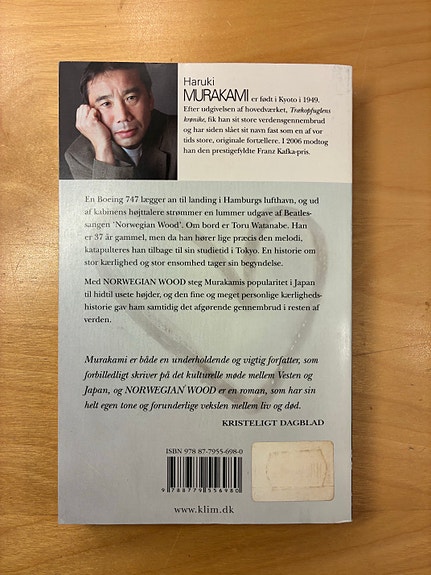 Haruki
MURAKAMI er født i Kyoto i 1949.
Efter udgivelsen af hovedværket, Trækopfuglens
krønike, fik han sit store verdensgennembrud
og har siden slået sit navn fast som en af vor
tids store, originale fortællere. I 2006 modtog
han den prestigefyldte Franz Kafka-pris.
En Boeing 747 lægger an til landing i Hamburgs lufthavn, og ud
af kabinens højttalere strømmer en lummer udgave af Beatles-
sangen 'Norwegian Wood'. Om bord er Toru Watanabe. Han
er 37 år gammel, men da han hører lige præcis den melodi,
katapulteres han tilbage til sin studietid i Tokyo. En historie om
stor kærlighed og stor ensomhed tager sin begyndelse.
Med NORWEGIAN WOOD steg Murakamis popularitet i Japan
til hidtil usete højder, og den fine og meget personlige kærligheds-
historie gav ham samtidig det afgørende gennembrud i resten af
verden.
Murakami er både en underholdende og vigtig forfatter, som
forbilledligt skriver på det kulturelle møde mellem Vesten og
Japan, og NORWEGIAN WOOD er en roman, som har sin
helt egen tone og forunderlige vekslen mellem liv og død.
KRISTELIGT DAGBLAD
ISBN 978 87-7955-698-0
9 788779 556980
www.klim.dk